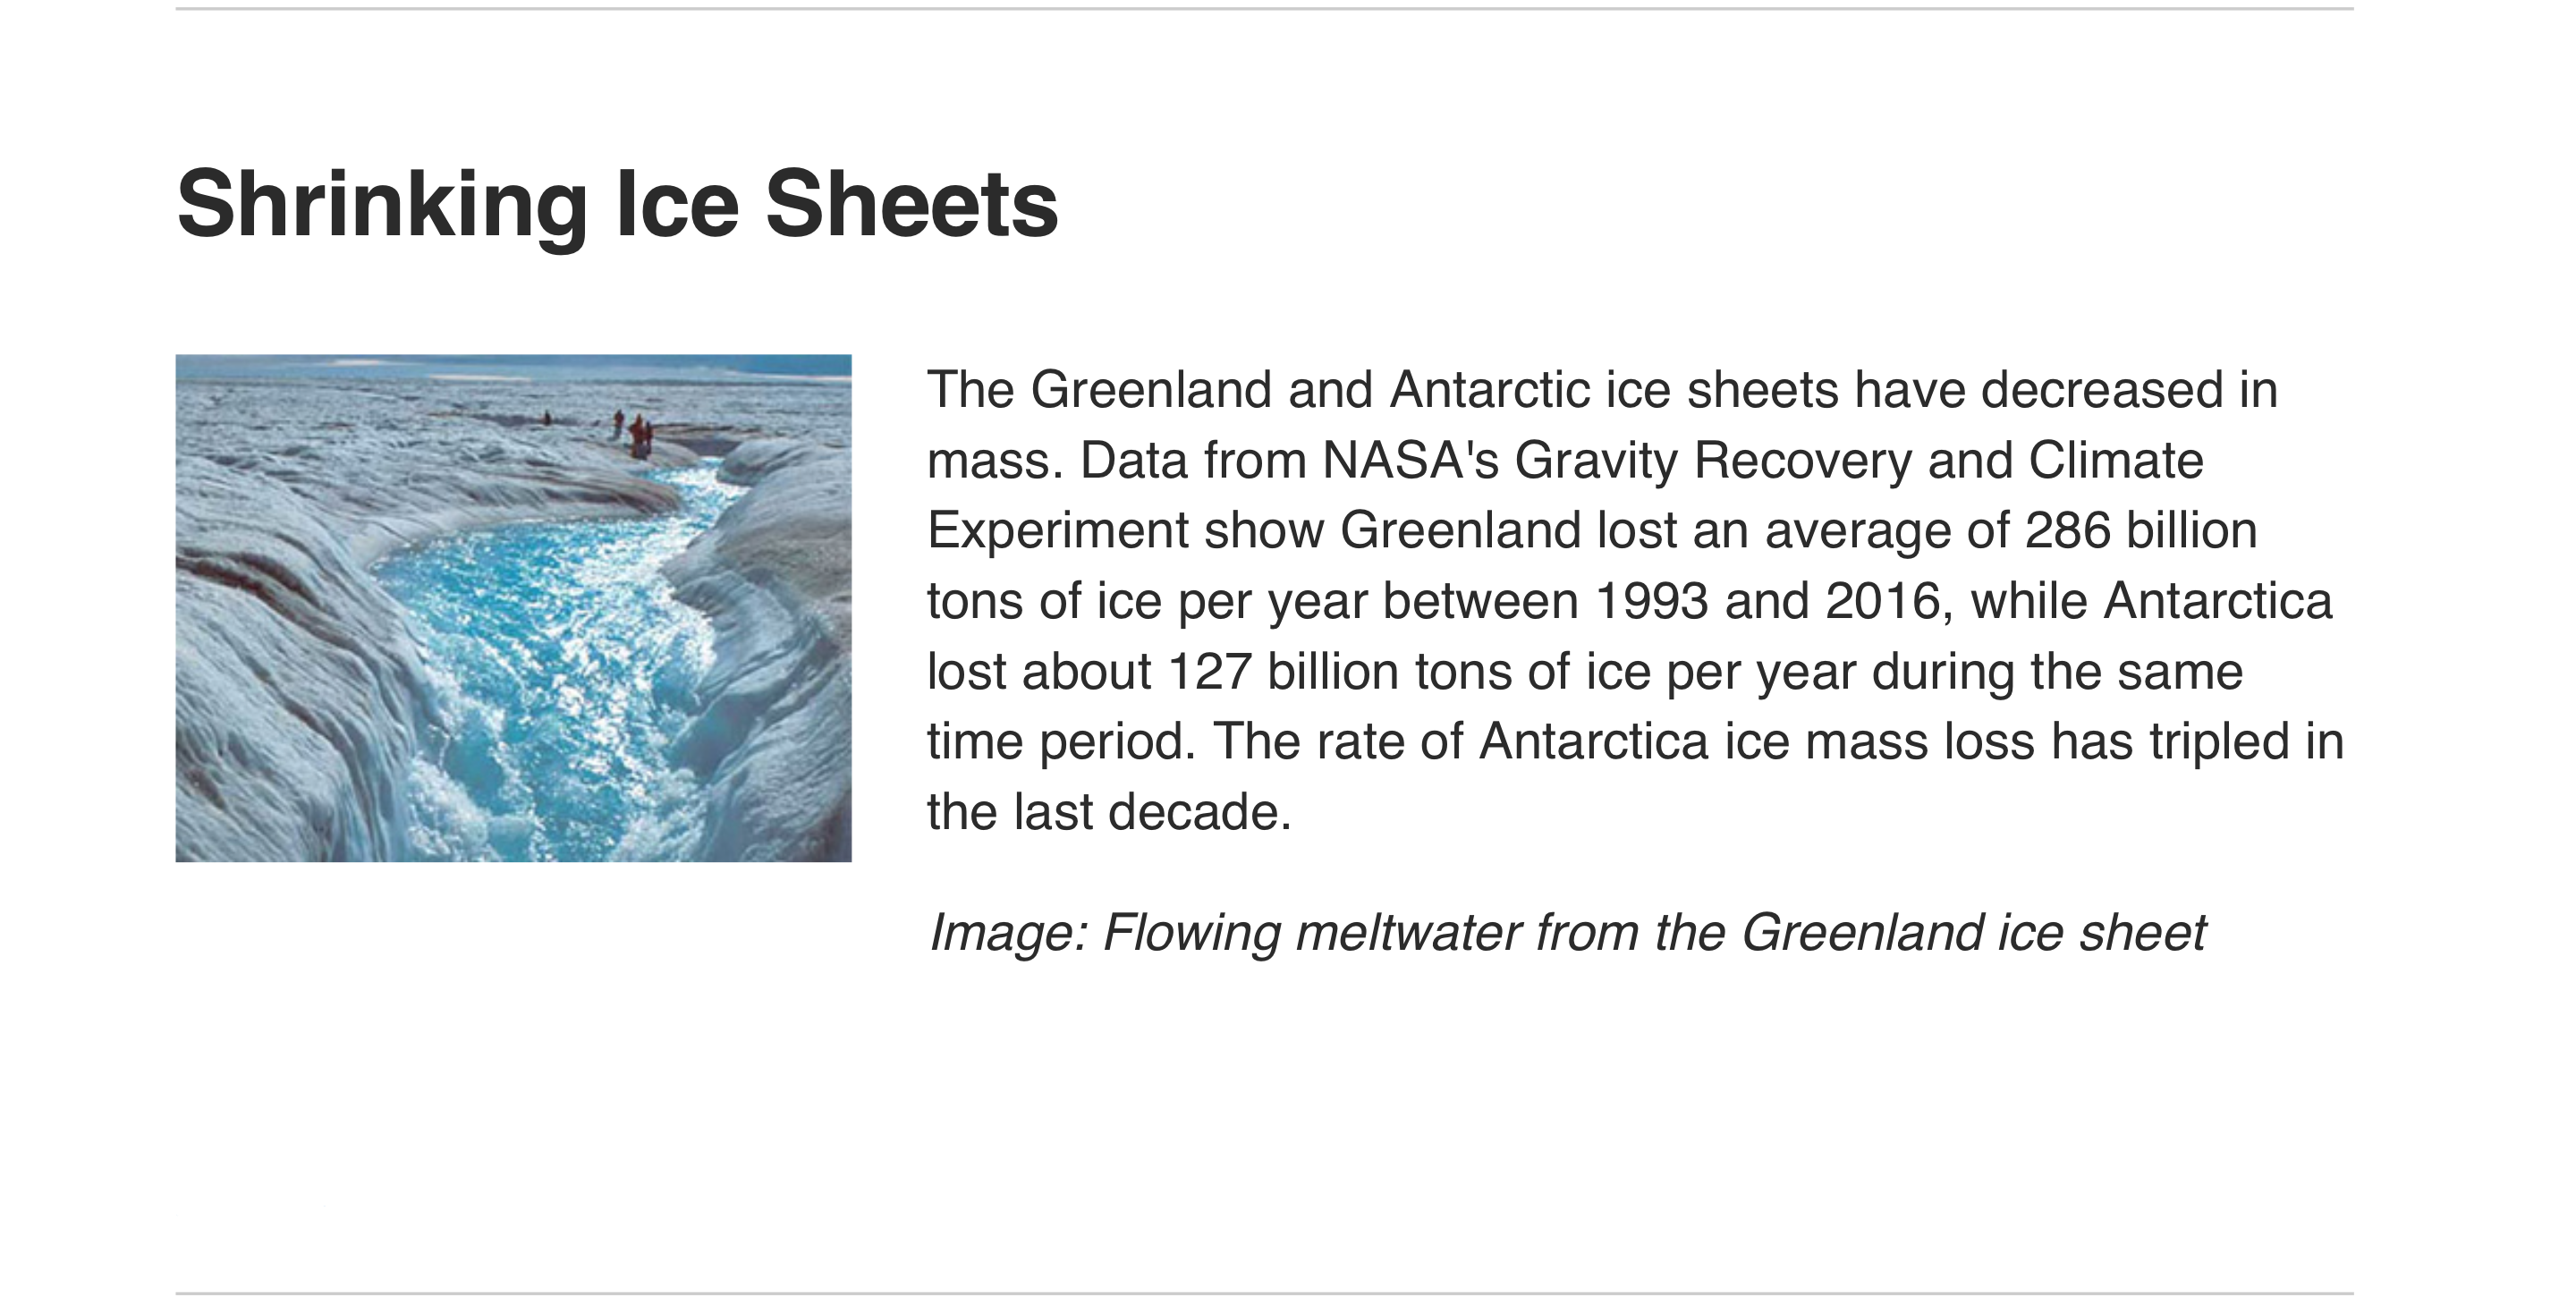 Shrinking Ice Sheets
The Greenland and Antarctic ice sheets have decreased in
mass. Data from NASA's Gravity Recovery and Climate
Experiment show Greenland lost an average of 286 billion
tons of ice per year between 1993 and 2016, while Antarctica
lost about 127 billion tons of ice per year during the same
time period. The rate of Antarctica ice mass loss has tripled in
the last decade.
Image: Flowing meltwater from the Greenland ice sheet